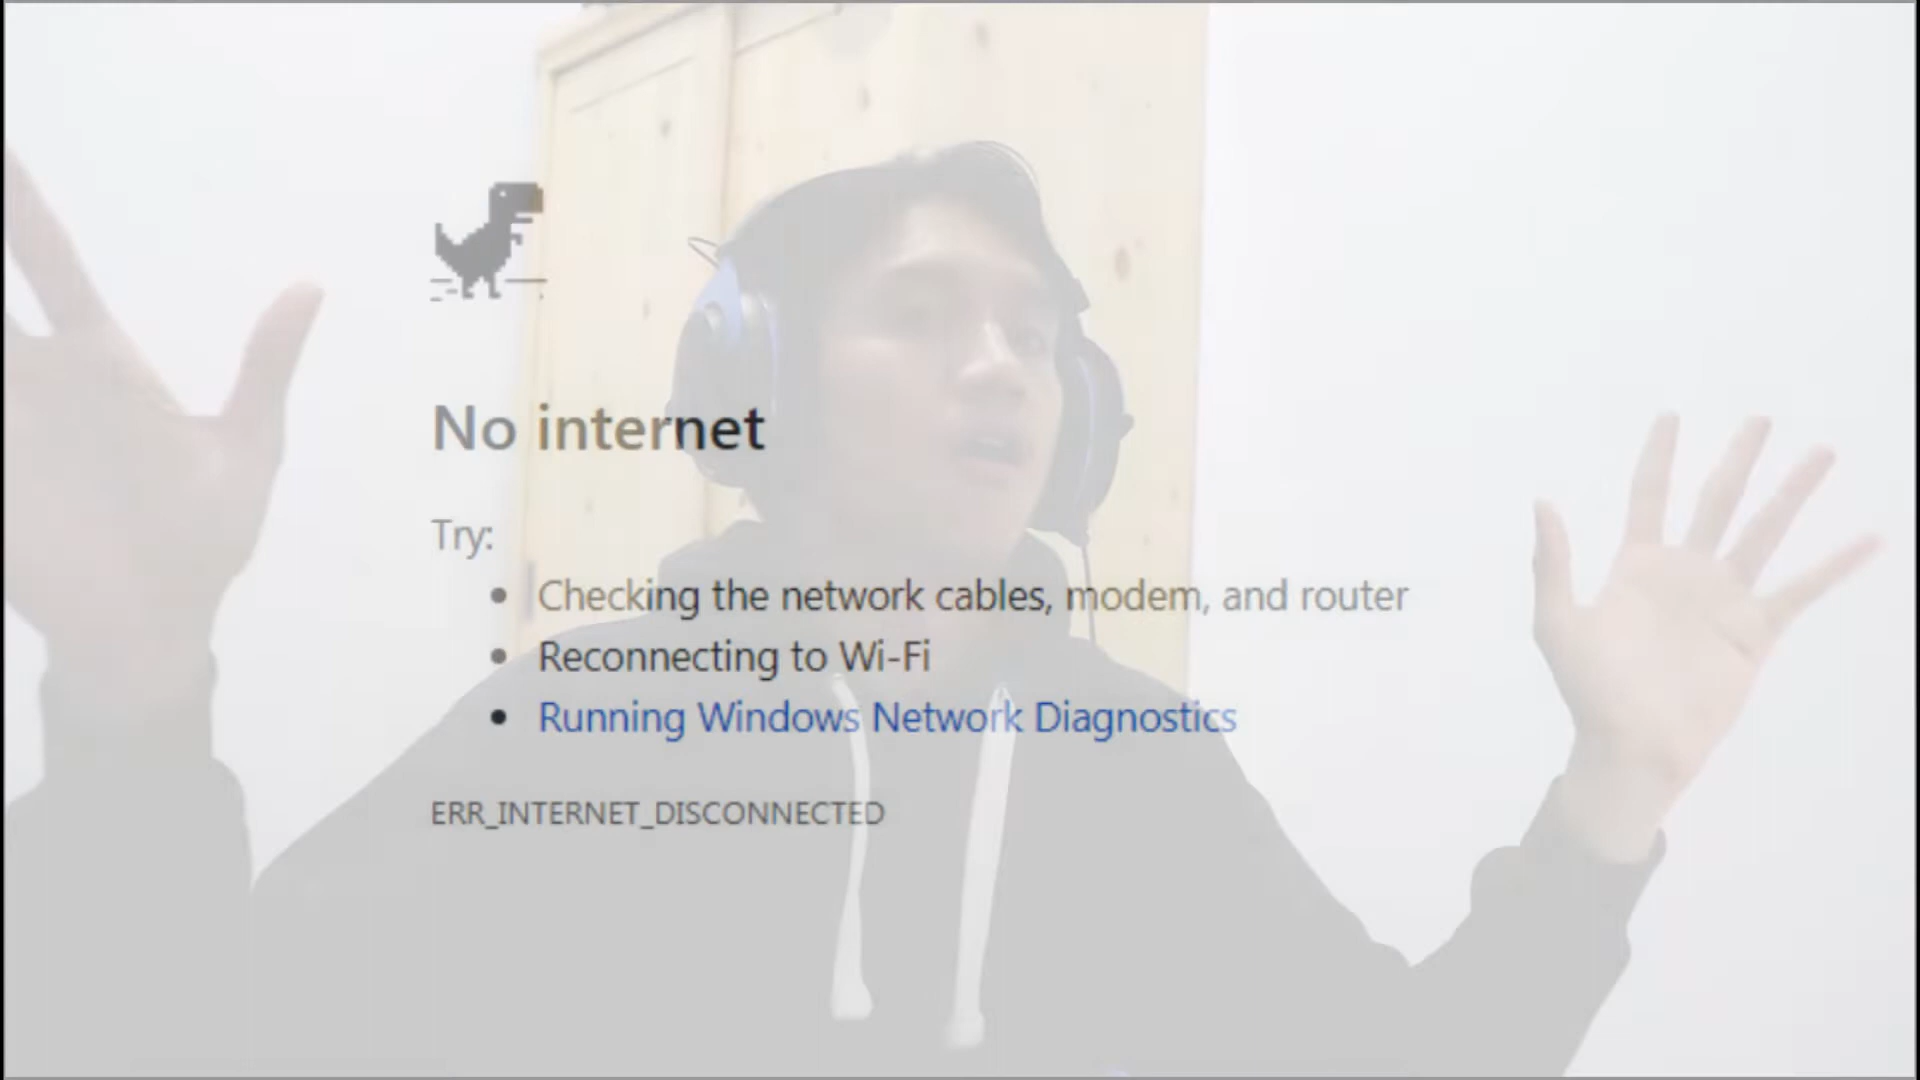 No internet
Try:
Checking the network cables, modem, and router
Reconnecting to Wi-Fi
Running Windows Network Diagnostics
ERR_INTERNET_DISCONNECTED